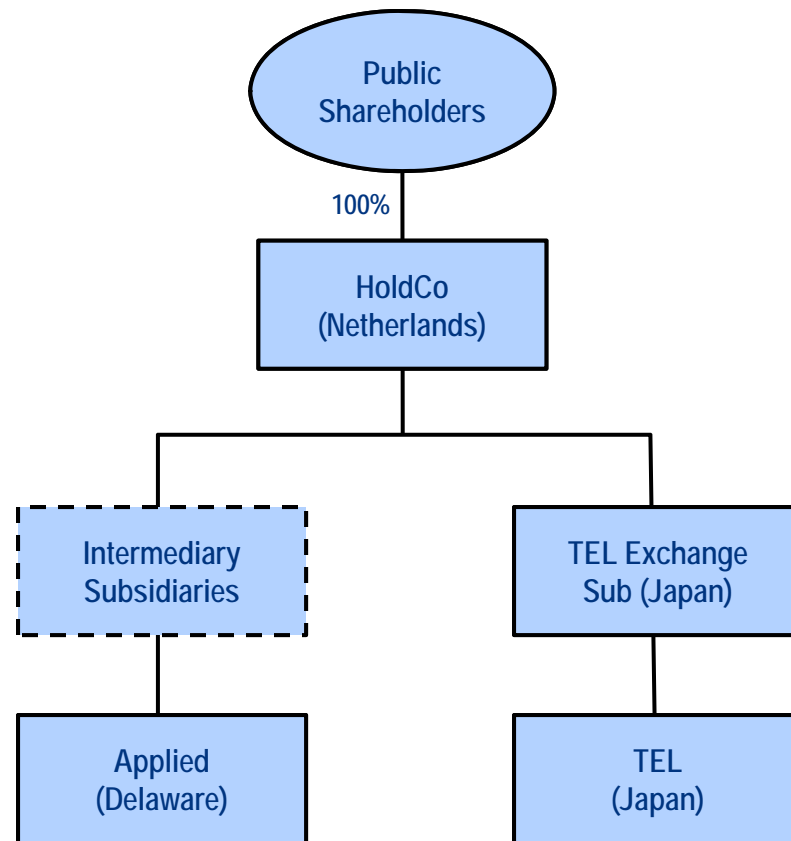 Public
Shareholders
100%
HoldCo
(Netherlands)
Intermediary
Subsidiaries
TEL Exchange
Sub (Japan)
Applied
(Delaware)
TEL
(Japan)